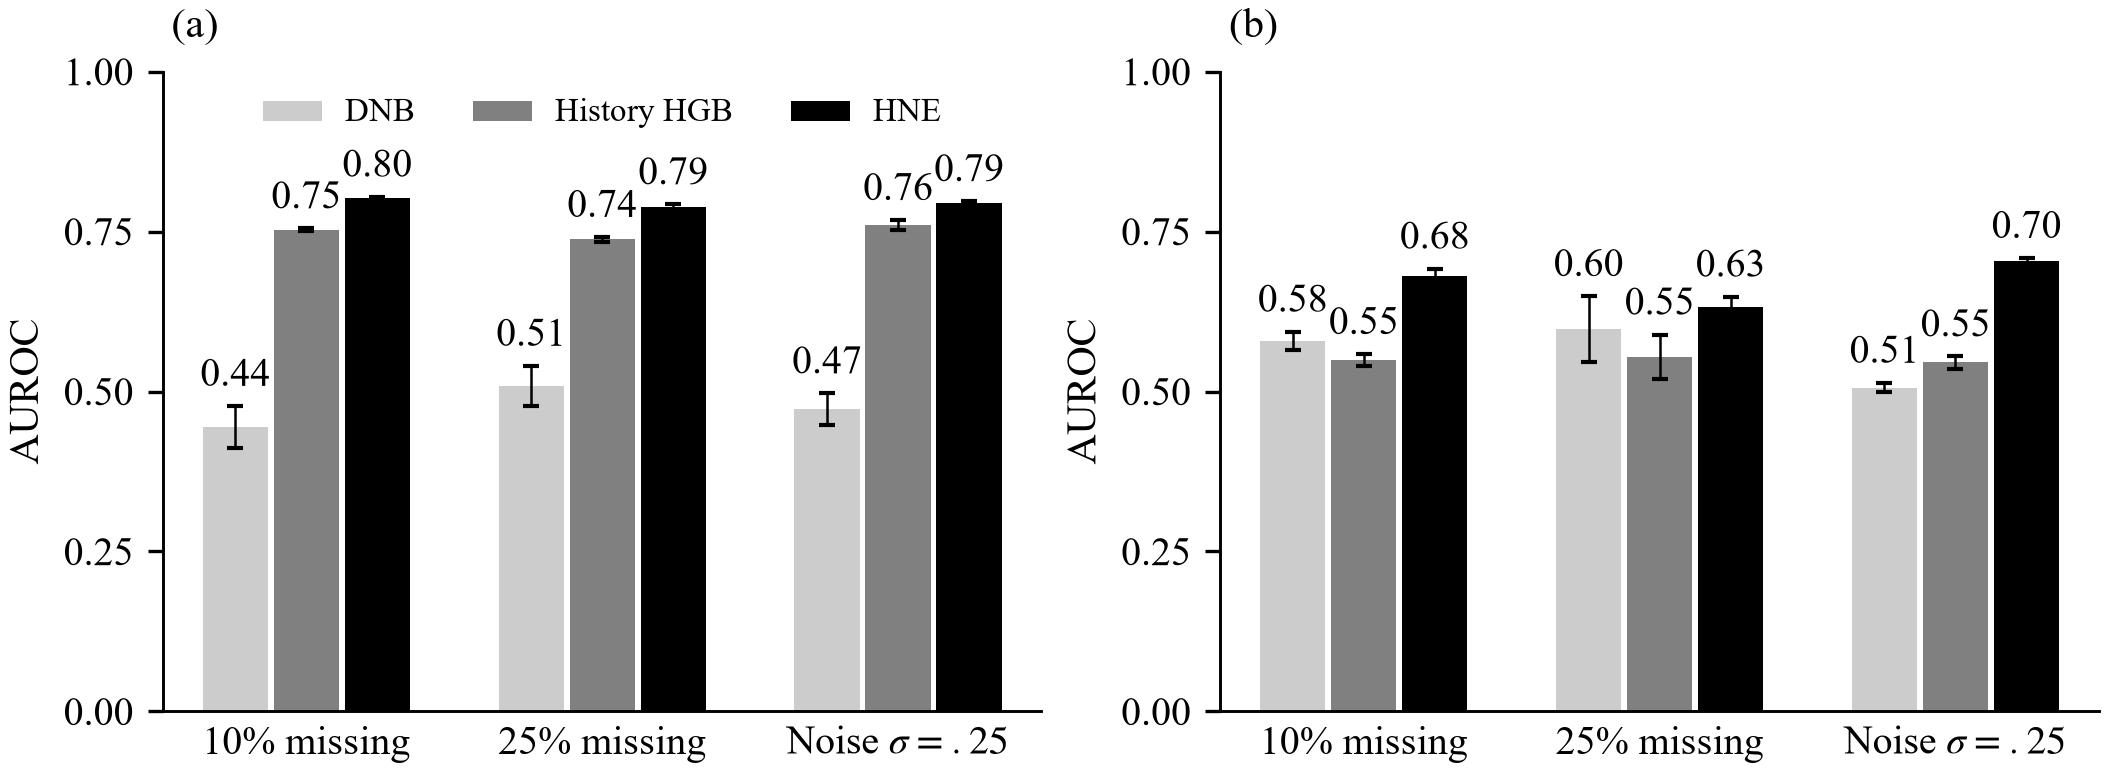 (a)
1.00
0.75
0.50
0.25
0.00
AUROC
DNB
History HGB
HNE
0.44
0.75
0.80
0.51
0.74
0.79
0.47
0.76
0.79
10% missing
25% missing
Noise σ = . 25
(b)
1.00
0.75
0.50
0.25
0.00
AUROC
0.58
0.55
0.68
0.60
0.55
0.63
0.51
0.55
0.70
10% missing
25% missing
Noise σ = . 25